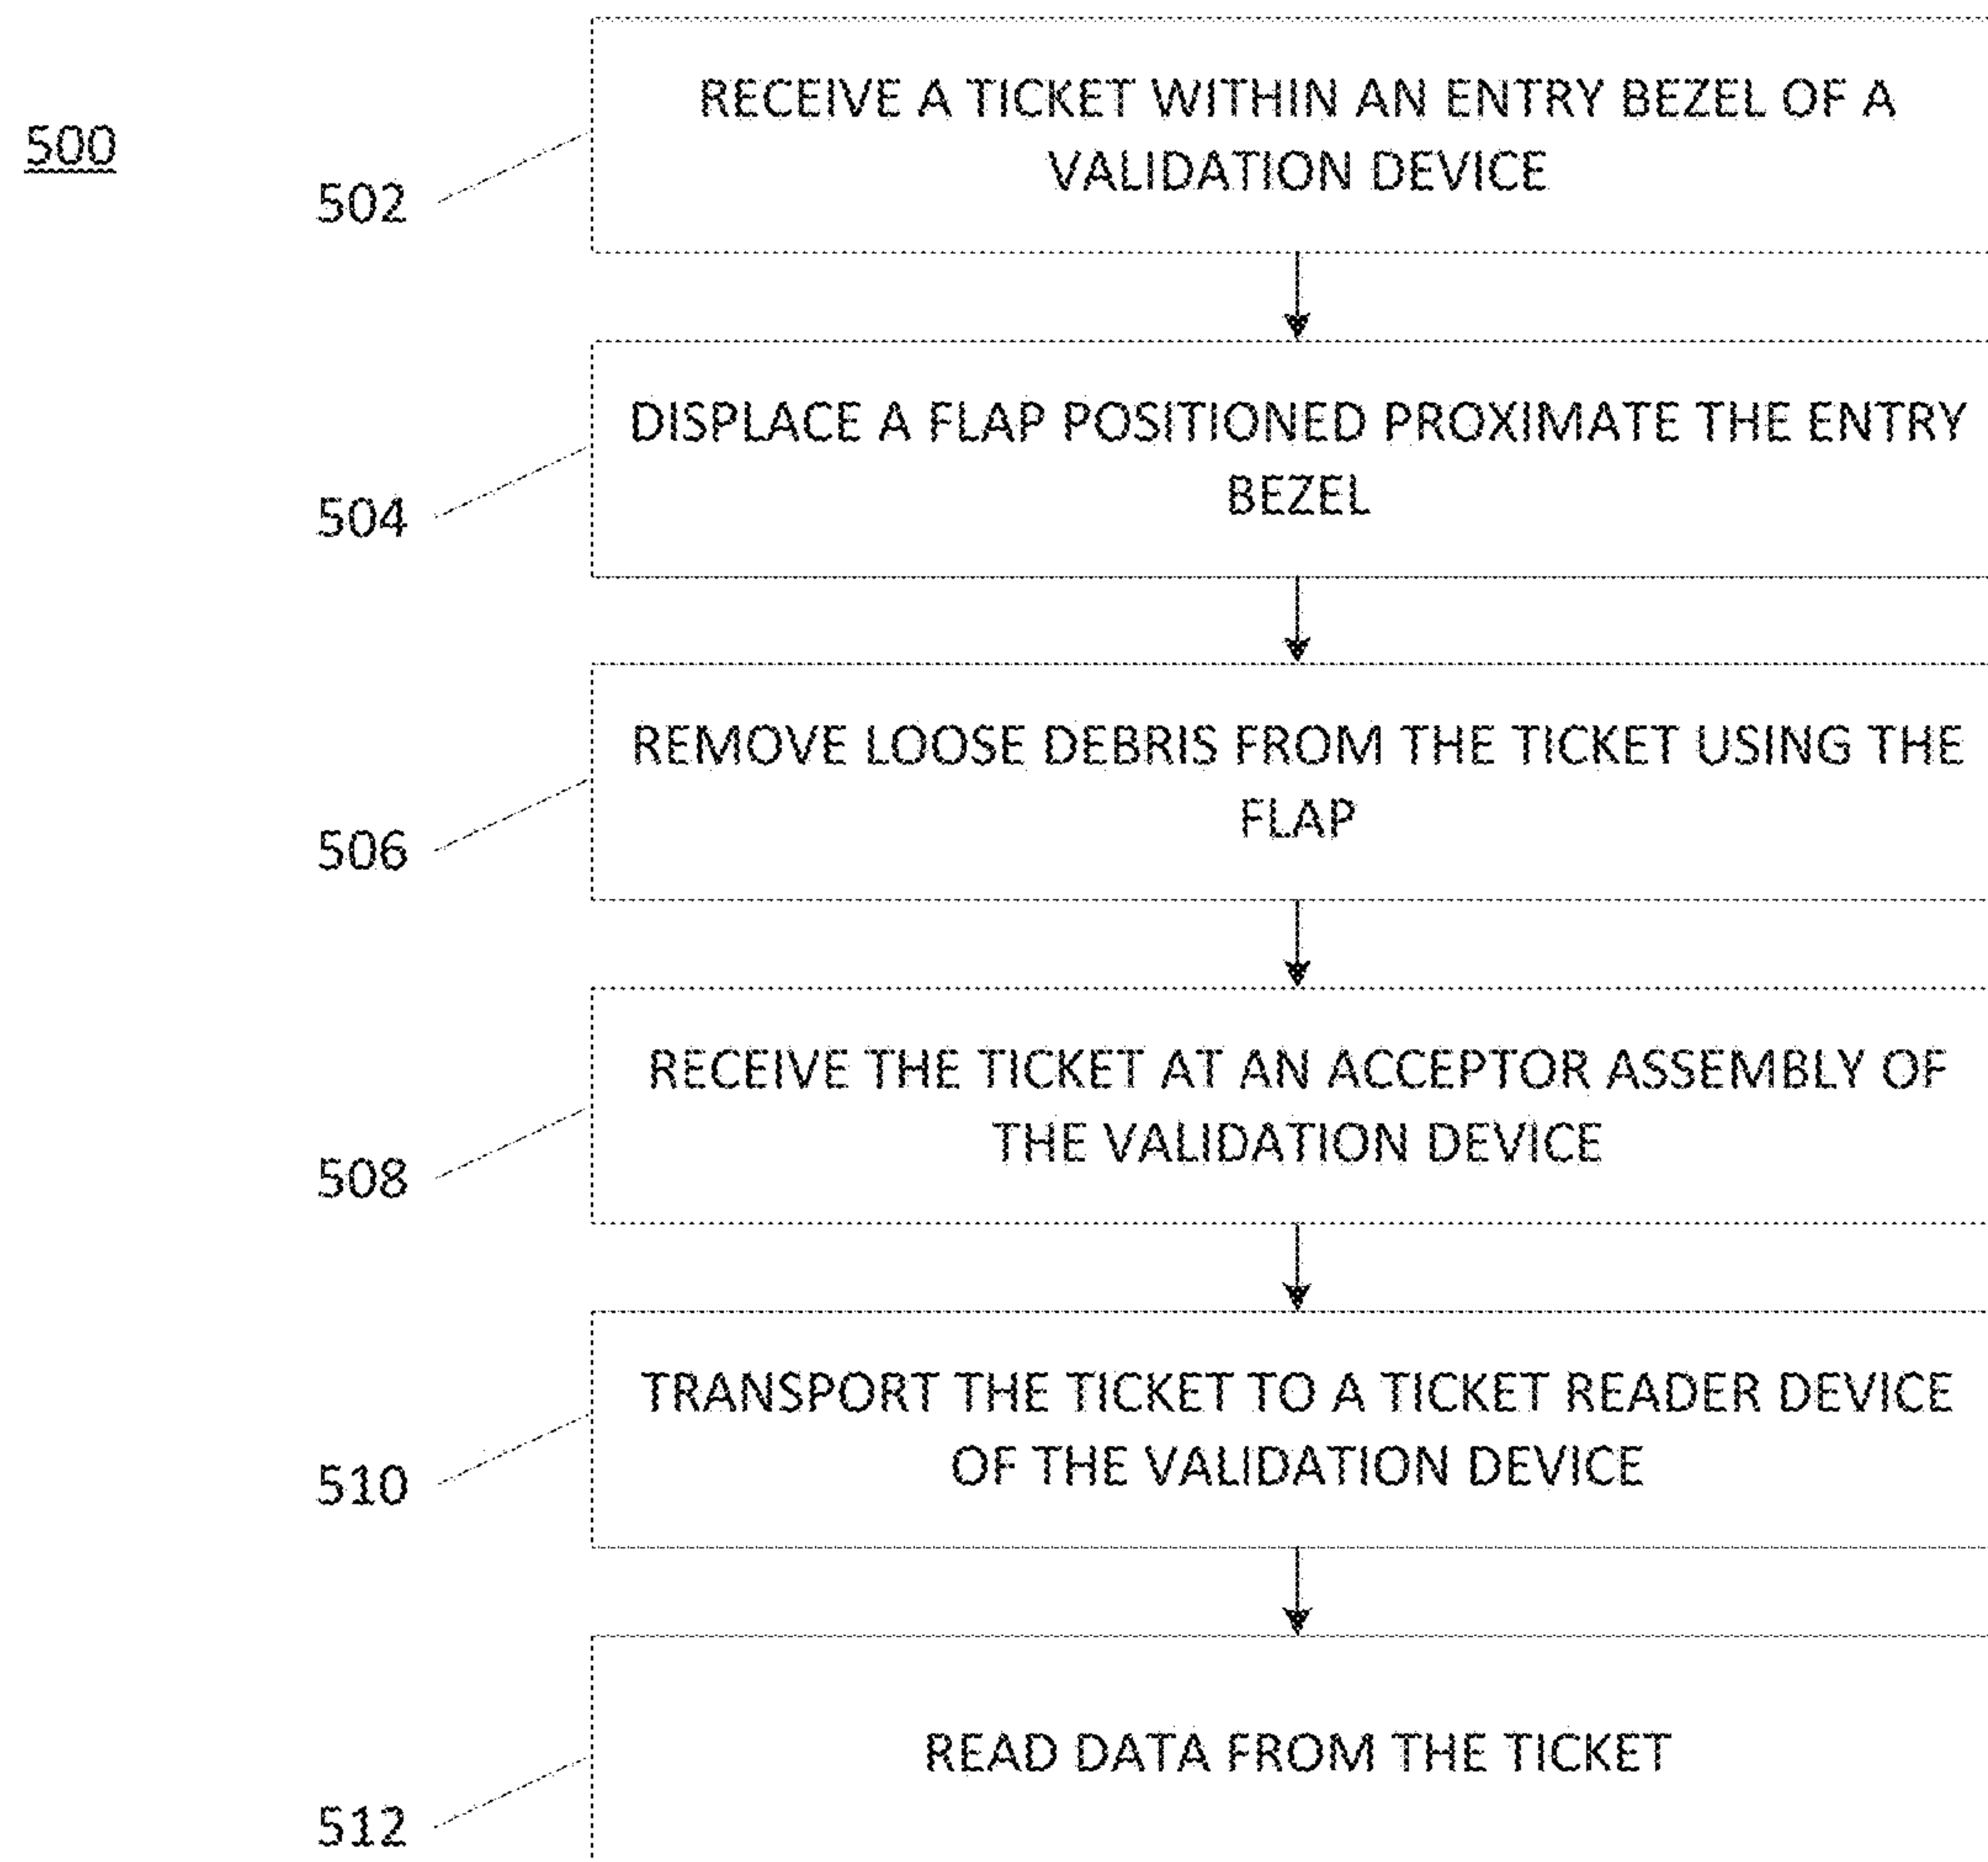 500
RECEIVE A TICKET WITHIN AN ENTRY BEZEL OF A
VALIDATION DEVICE
502
DISPLACE A FLAP POSITIONED PROXIMATE THE ENTRY
BEZEL
504
REMOVE LOOSE DEBRIS FROM THE TICKET USING THE
FLAP
506
RECEIVE THE TICKET AT AN ACCEPTOR ASSEMBLY OF
THE VALIDATION DEVICE
508
TRANSPORT THE TICKET TO A TICKET READER DEVICE
OF THE VALIDATION DEVICE
510
READ DATA FROM THE TICKET
512